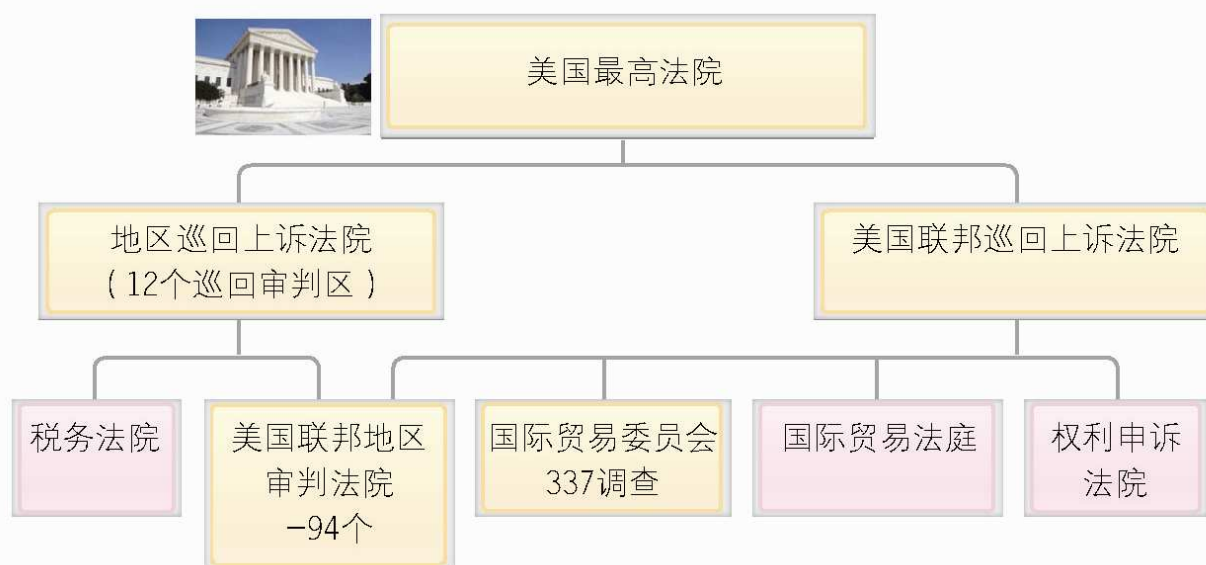 美国最高法院
地区巡回上诉法院
（12个巡回审判区）
美国联邦巡回上诉法院
税务法院
美国联邦地区
审判法院
-94个
国际贸易委员会
337调查
国际贸易法庭
权利申诉
法院